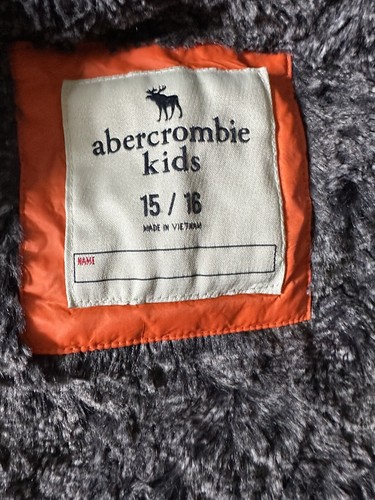 abercrombie
kids
15 / 16
MADE IN VIETNAM
NAME